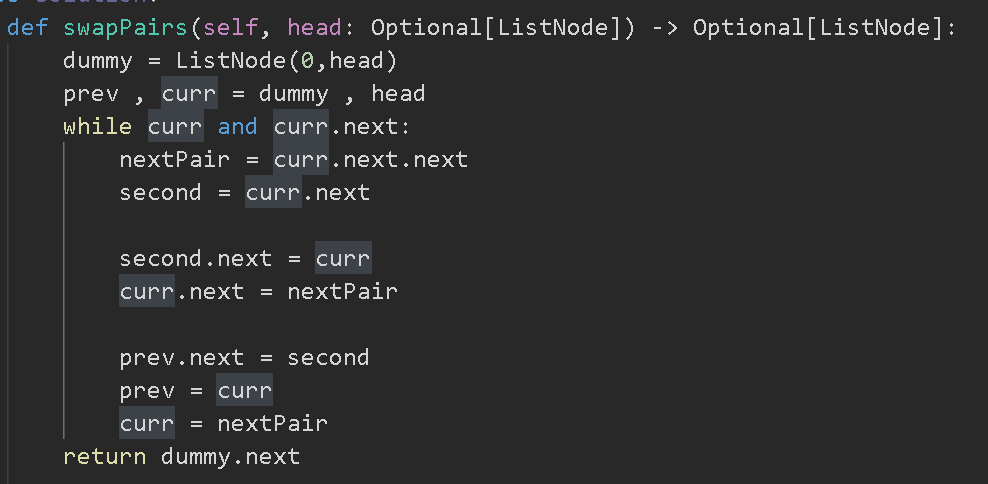 def swapPairs(self, head: Optional[ListNode]) -> Optional[ListNode]:
    dummy = ListNode(0,head)
    prev , curr = dummy , head
    while curr and curr.next:
        nextPair = curr.next.next
        second = curr.next

        second.next = curr
        curr.next = nextPair

        prev.next = second
        prev = curr
        curr = nextPair
    return dummy.next